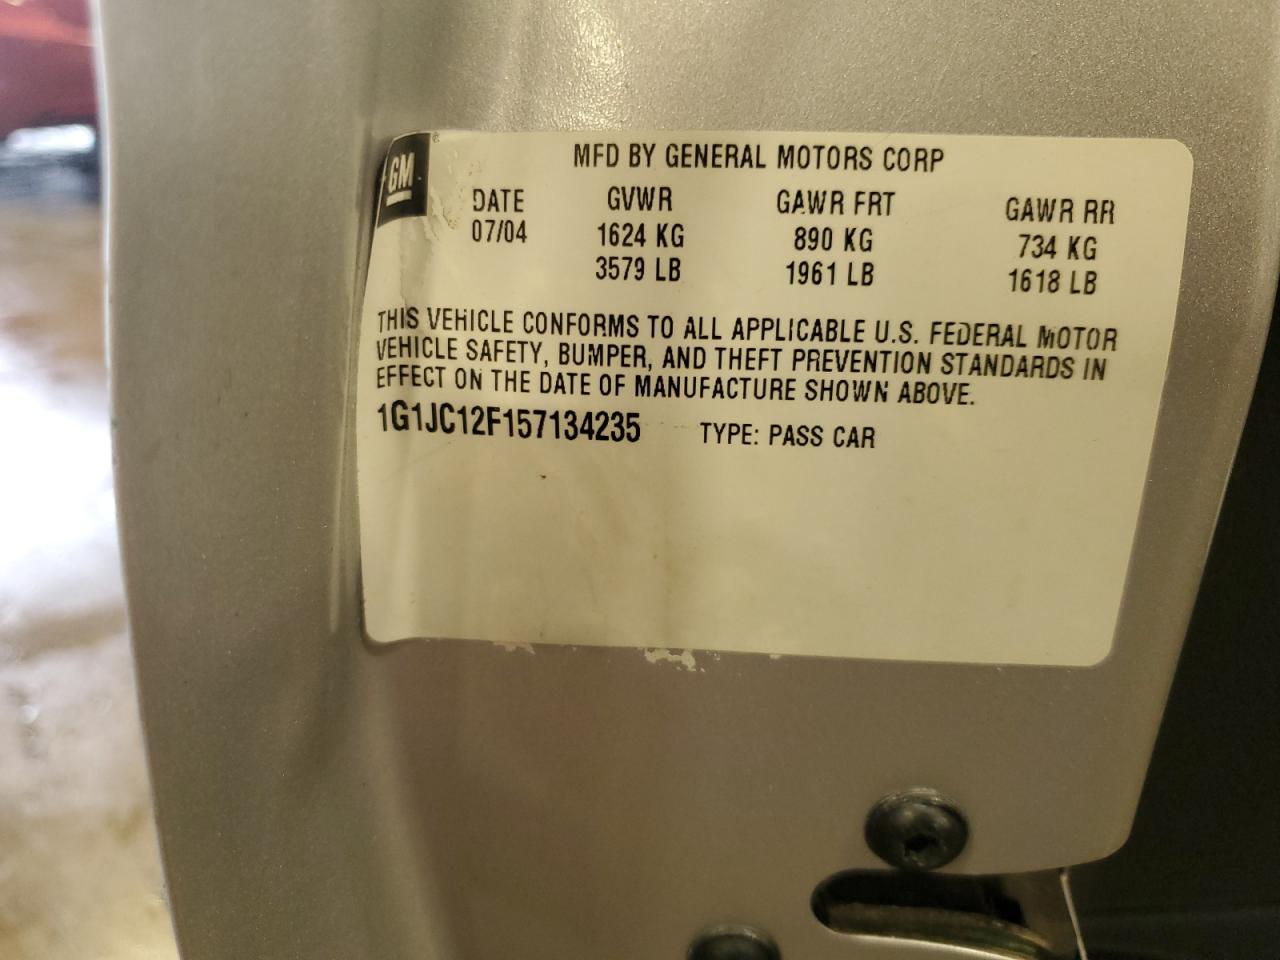 GM
MFD BY GENERAL MOTORS CORP
DATE GVWR GAWR FRT GAWR RR
07/04 1624 KG 890 KG 734 KG
3579 LB 1961 LB 1618 LB
THIS VEHICLE CONFORMS TO ALL APPLICABLE U.S. FEDERAL MOTOR
VEHICLE SAFETY, BUMPER, AND THEFT PREVENTION STANDARDS IN
EFFECT ON THE DATE OF MANUFACTURE SHOWN ABOVE.
1G1JC12F157134235 TYPE: PASS CAR